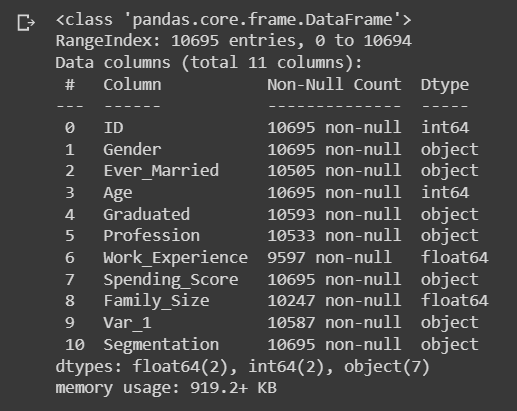 <class 'pandas.core.frame.DataFrame'>
RangeIndex: 10695 entries, 0 to 10694
Data columns (total 11 columns):
 #   Column           Non-Null Count  Dtype
---  ------           --------------  -----
 0   ID               10695 non-null  int64
 1   Gender           10695 non-null  object
 2   Ever_Married     10505 non-null  object
 3   Age              10695 non-null  int64
 4   Graduated        10593 non-null  object
 5   Profession       10533 non-null  object
 6   Work_Experience  9597 non-null   float64
 7   Spending_Score   10695 non-null  object
 8   Family_Size      10247 non-null  float64
 9   Var_1            10587 non-null  object
 10  Segmentation     10695 non-null  object
dtypes: float64(2), int64(2), object(7)
memory usage: 919.2+ KB